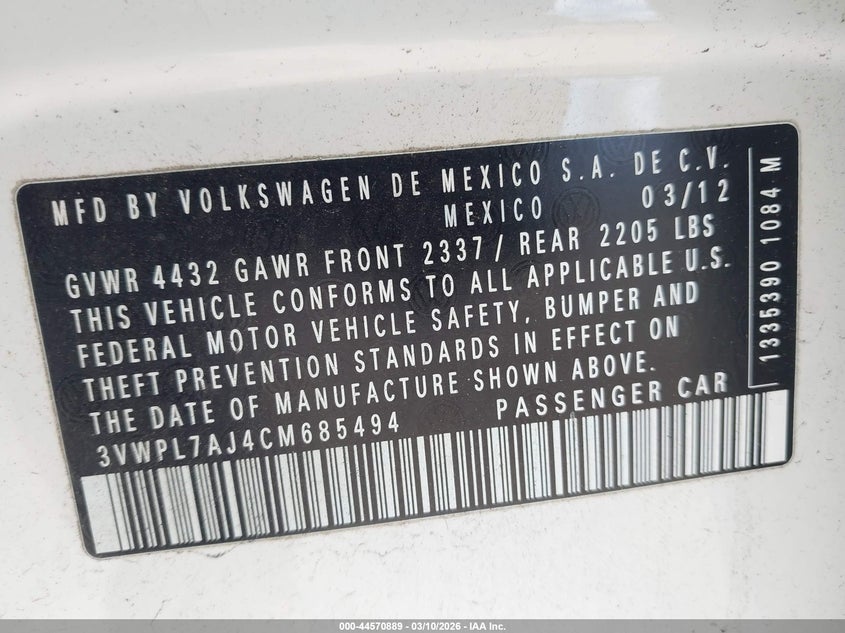 MFD BY VOLKSWAGEN DE MEXICO S.A. DE C.V.
MEXICO 03/12
GVWR 4432 GAWR FRONT 2337 / REAR 2205 LBS
THIS VEHICLE CONFORMS TO ALL APPLICABLE U.S.
FEDERAL MOTOR VEHICLE SAFETY, BUMPER AND
THEFT PREVENTION STANDARDS IN EFFECT ON
THE DATE OF MANUFACTURE SHOWN ABOVE.
3VWPL7AJ4CM685494 PASSENGER CAR
1335390 1084 M
000-44570889 - 03/10/2026 - IAA Inc.